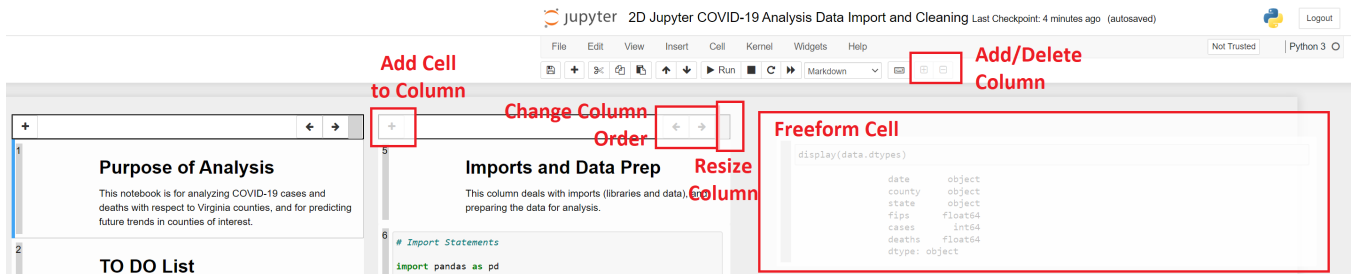 jupyter 2D Jupyter COVID-19 Analysis Data Import and Cleaning Last Checkpoint: 4 minutes ago (autosaved)
Logout
File Edit View Insert Cell Kernel Widgets Help
Not Trusted
Python 3
Run
Markdown
Add/Delete
Column
Add Cell
to Column
Change Column
Order
Resize
Column
1
Purpose of Analysis
This notebook is for analyzing COVID-19 cases and
deaths with respect to Virginia counties, and for predicting
future trends in counties of interest.
2
TO DO List
5
Imports and Data Prep
This column deals with imports (libraries and data), and
preparing the data for analysis.
6
# Import Statements
import pandas as pd
Freeform Cell
display(data.dtypes)
date object
county object
state object
fips float64
cases int64
deaths float64
dtype: object